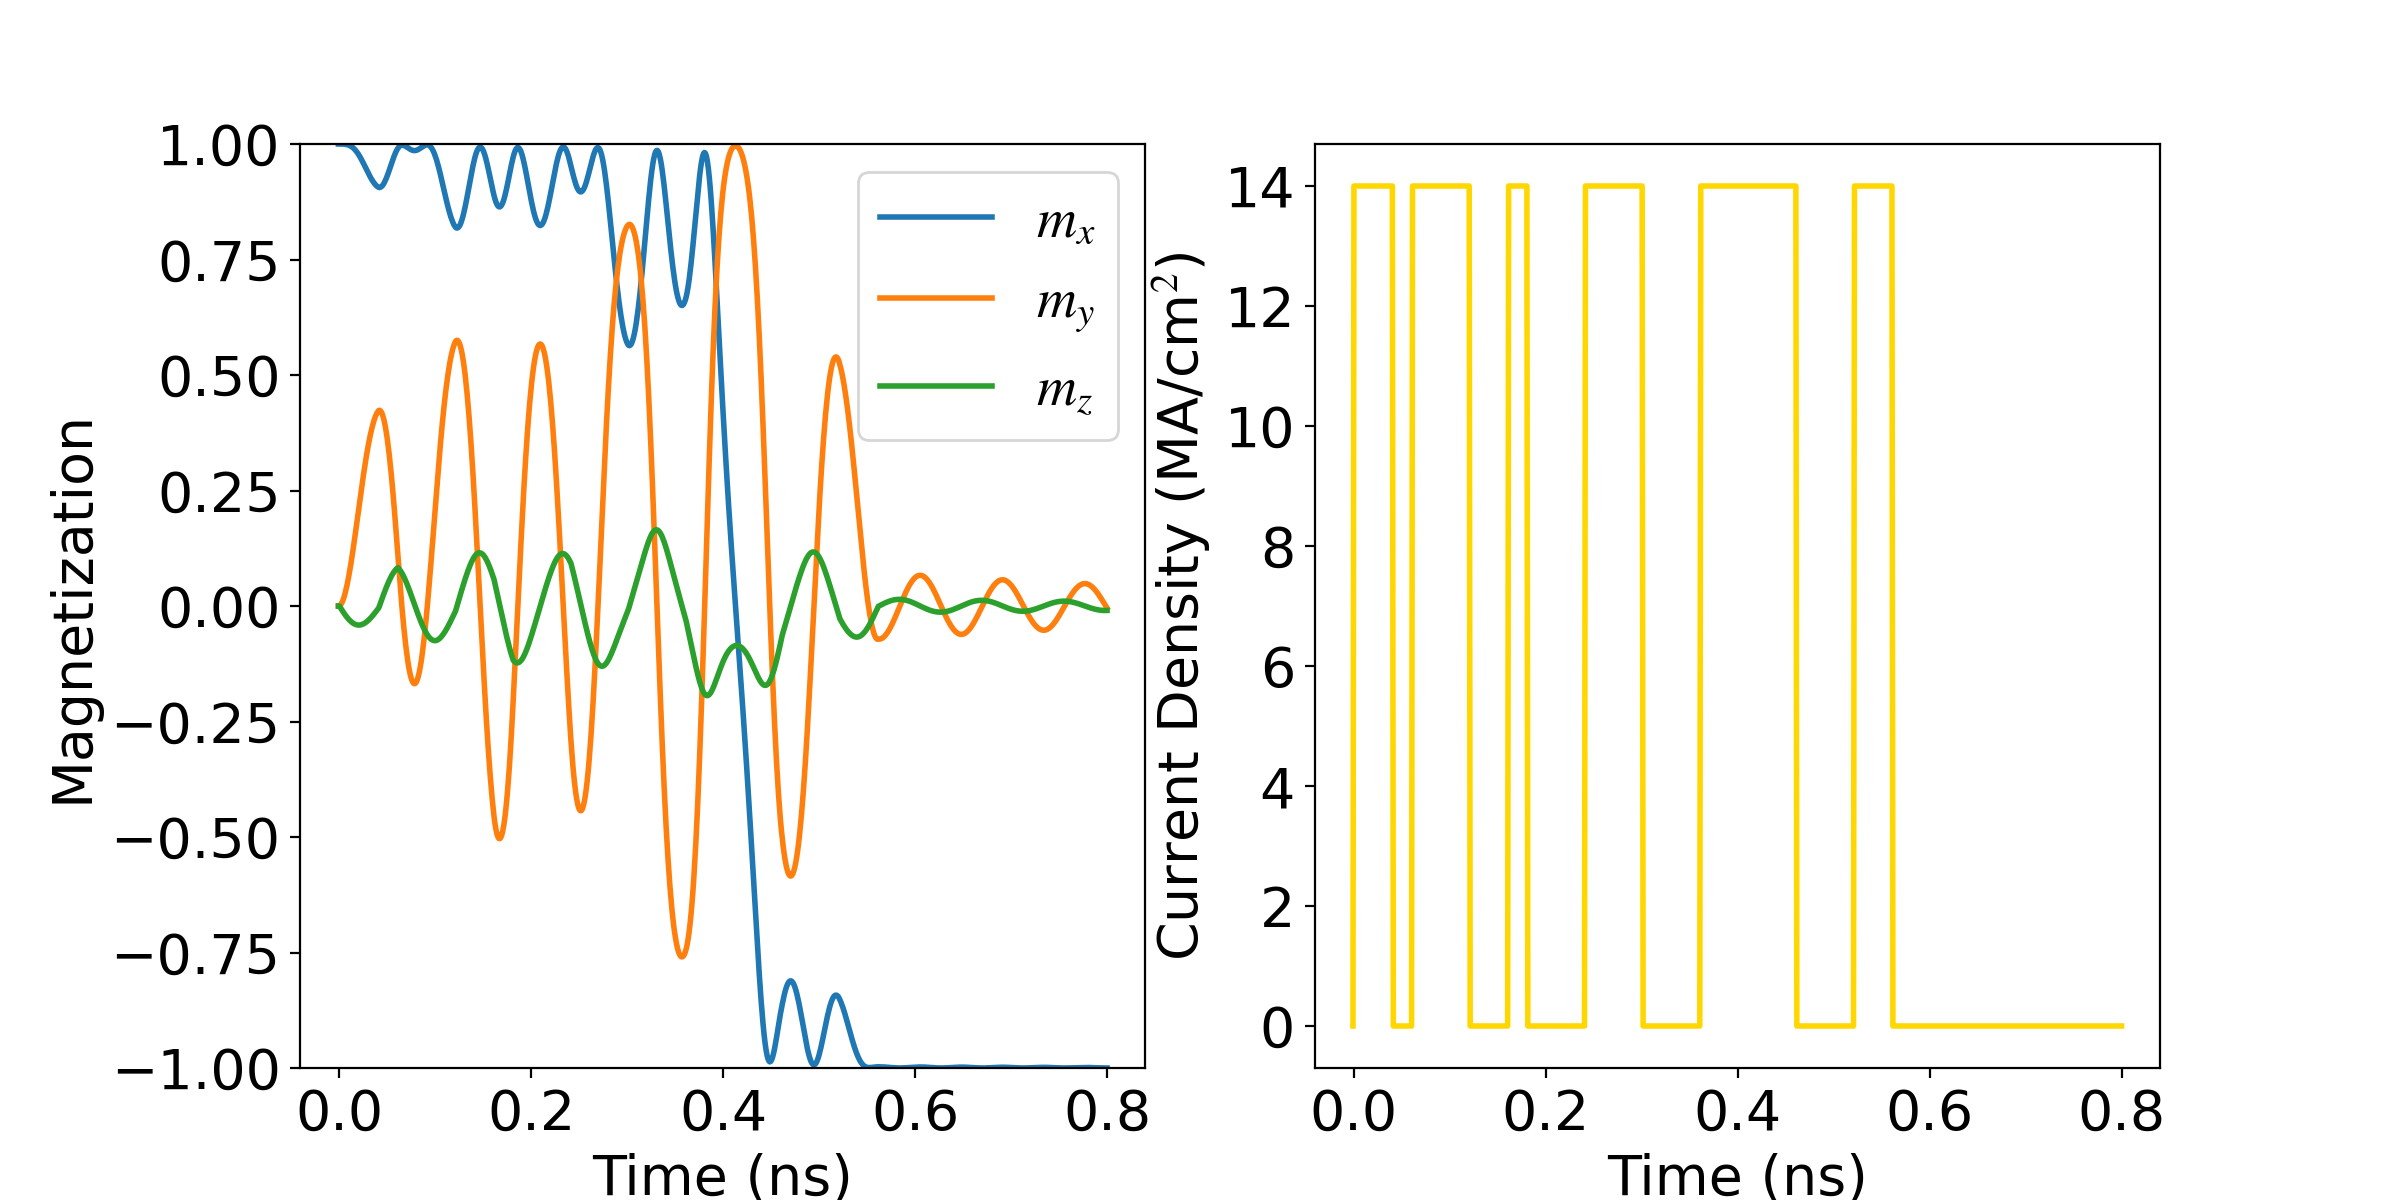 Magnetization
1.00
0.75
0.50
0.25
0.00
−0.25
−0.50
−0.75
−1.00
0.0 0.2 0.4 0.6 0.8
Time (ns)
m_x
m_y
m_z
Current Density (MA/cm²)
14
12
10
8
6
4
2
0
0.0 0.2 0.4 0.6 0.8
Time (ns)